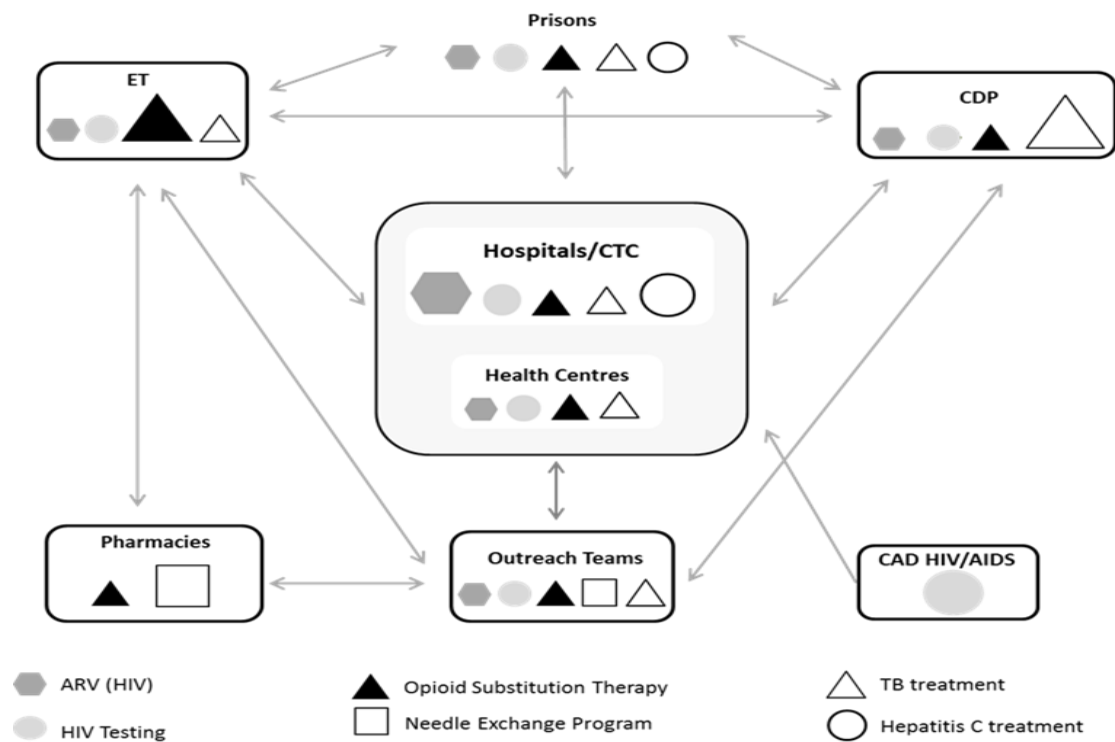 Prisons
ET
CDP
Hospitals/CTC
Health Centres
Pharmacies
Outreach Teams
CAD HIV/AIDS
ARV (HIV)
Opioid Substitution Therapy
TB treatment
HIV Testing
Needle Exchange Program
Hepatitis C treatment